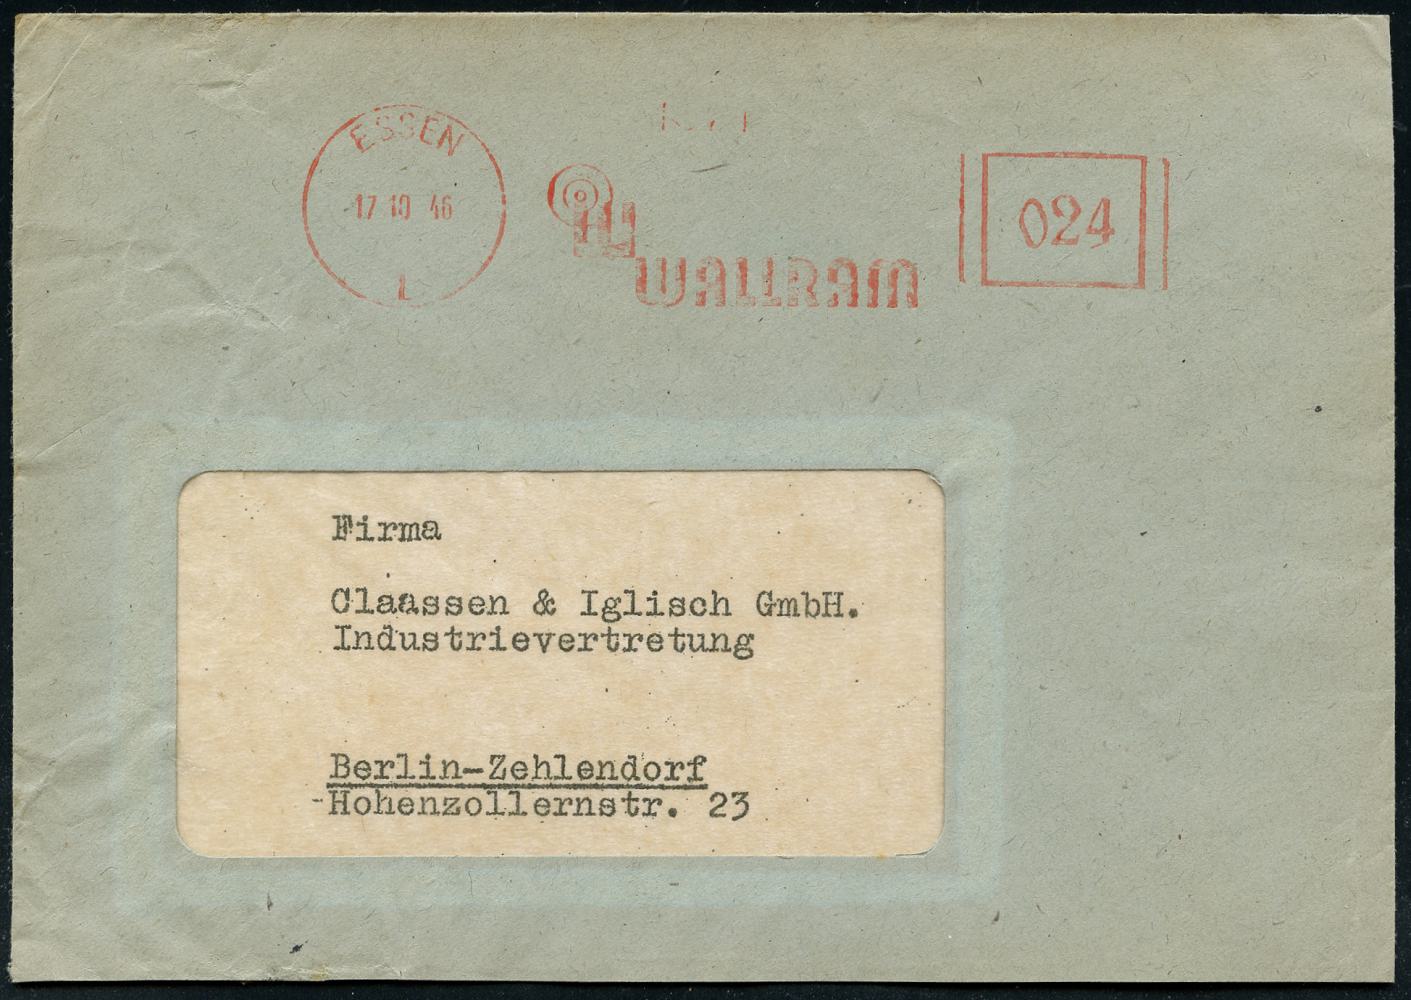 ESSEN
17 10 46
1
WALLRAM
024
Firma
Claassen & Iglisch GmbH.
Industrievertretung
Berlin-Zehlendorf
-Hohenzollernstr. 23